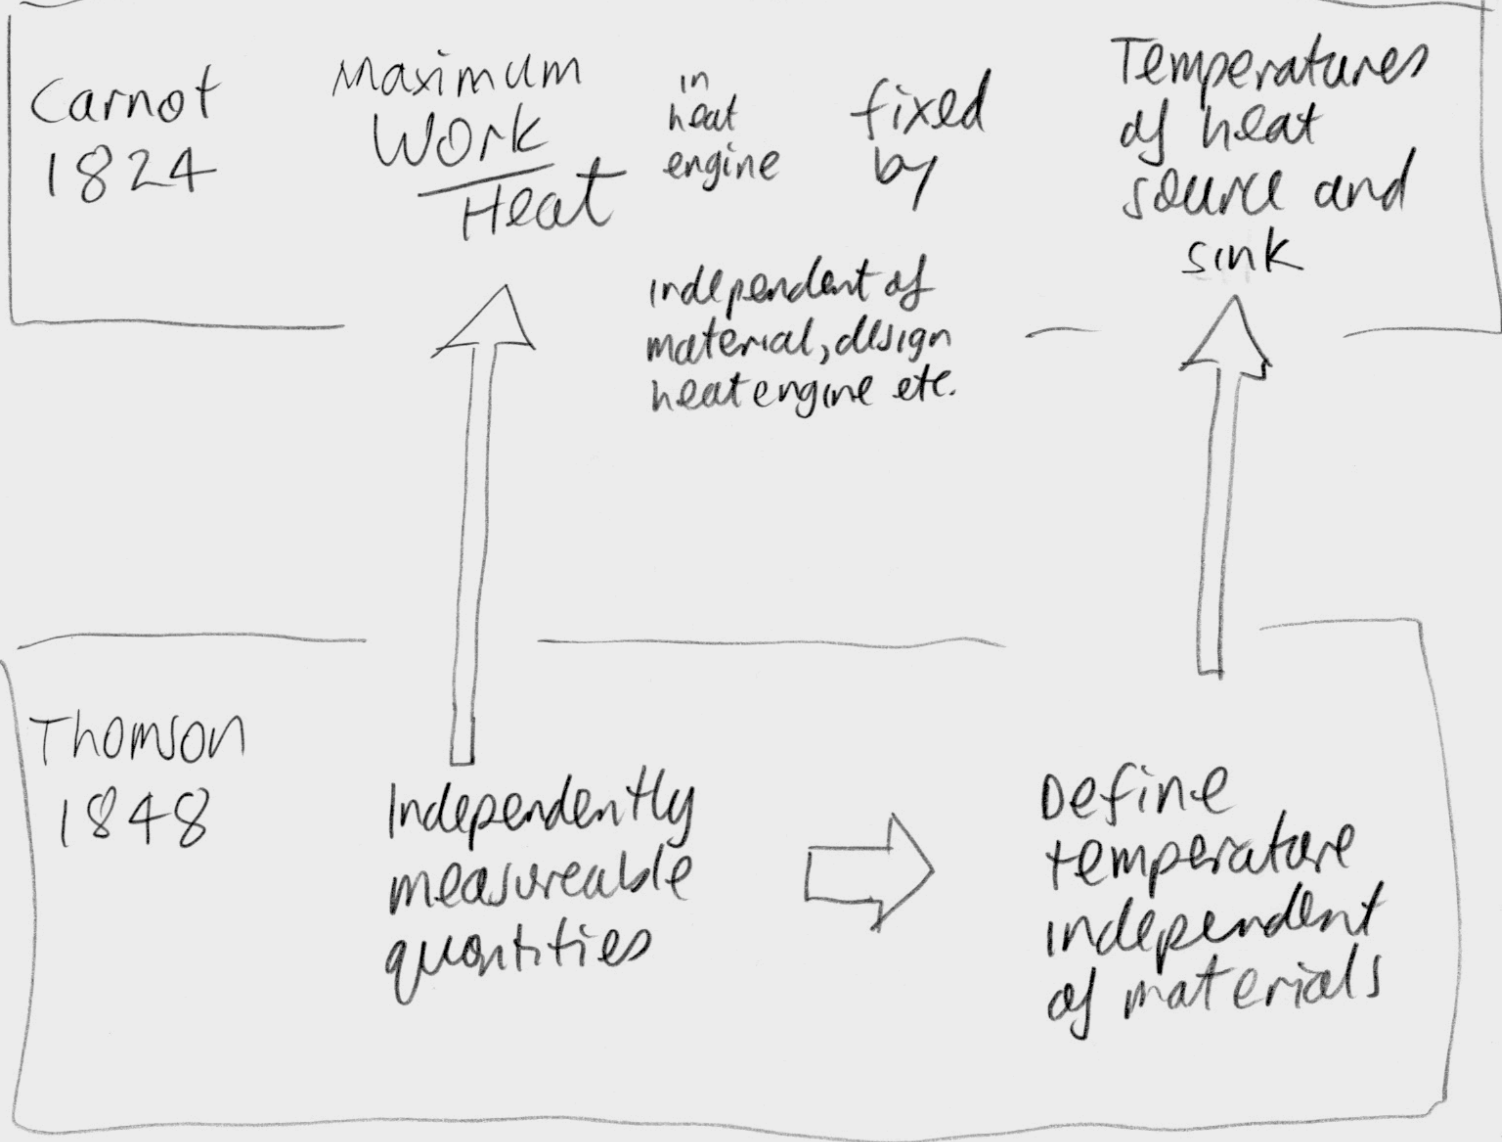 Carnot
1824
Maximum
Work
Heat
in
heat
engine
fixed
by
Temperatures
of heat
source and
sink
independent of
material, design
heat engine etc.
Thomson
1848
Independently
measureable
quantities
Define
temperature
independent
of materials